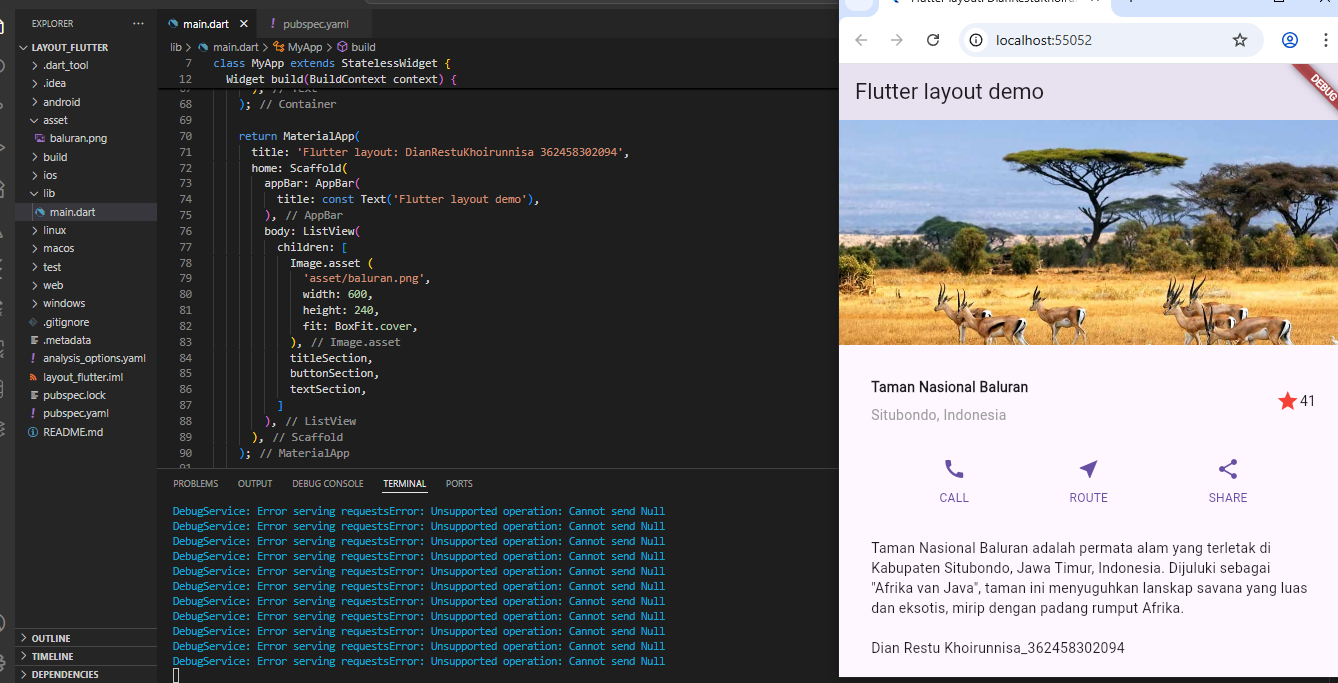 EXPLORER
LAYOUT_FLUTTER
.dart_tool
.idea
android
asset
baluran.png
build
ios
lib
main.dart
linux
macos
test
web
windows
.gitignore
.metadata
analysis_options.yaml
layout_flutter.iml
pubspec.lock
pubspec.yaml
README.md
OUTLINE
TIMELINE
DEPENDENCIES
main.dart
pubspec.yaml
lib > main.dart > MyApp > build
7 class MyApp extends StatelessWidget {
12 Widget build(BuildContext context) {
67 ); // Text
68 ); // Container
69
70 return MaterialApp(
71 title: 'Flutter layout: DianRestuKhoirunnisa 362458302094',
72 home: Scaffold(
73 appBar: AppBar(
74 title: const Text('Flutter layout demo'),
75 ), // AppBar
76 body: ListView(
77 children: [
78 Image.asset (
79 'asset/baluran.png',
80 width: 600,
81 height: 240,
82 fit: BoxFit.cover,
83 ), // Image.asset
84 titleSection,
85 buttonSection,
86 textSection,
87 ]
88 ), // ListView
89 ), // Scaffold
90 ); // MaterialApp
91
PROBLEMS OUTPUT DEBUG CONSOLE TERMINAL PORTS
DebugService: Error serving requestsError: Unsupported operation: Cannot send Null
DebugService: Error serving requestsError: Unsupported operation: Cannot send Null
DebugService: Error serving requestsError: Unsupported operation: Cannot send Null
DebugService: Error serving requestsError: Unsupported operation: Cannot send Null
DebugService: Error serving requestsError: Unsupported operation: Cannot send Null
DebugService: Error serving requestsError: Unsupported operation: Cannot send Null
DebugService: Error serving requestsError: Unsupported operation: Cannot send Null
DebugService: Error serving requestsError: Unsupported operation: Cannot send Null
DebugService: Error serving requestsError: Unsupported operation: Cannot send Null
DebugService: Error serving requestsError: Unsupported operation: Cannot send Null
DebugService: Error serving requestsError: Unsupported operation: Cannot send Null
localhost:55052
Flutter layout demo
DEBUG
Taman Nasional Baluran
Situbondo, Indonesia
41
CALL
ROUTE
SHARE
Taman Nasional Baluran adalah permata alam yang terletak di
Kabupaten Situbondo, Jawa Timur, Indonesia. Dijuluki sebagai
"Afrika van Java", taman ini menyuguhkan lanskap savana yang luas
dan eksotis, mirip dengan padang rumput Afrika.
Dian Restu Khoirunnisa_362458302094